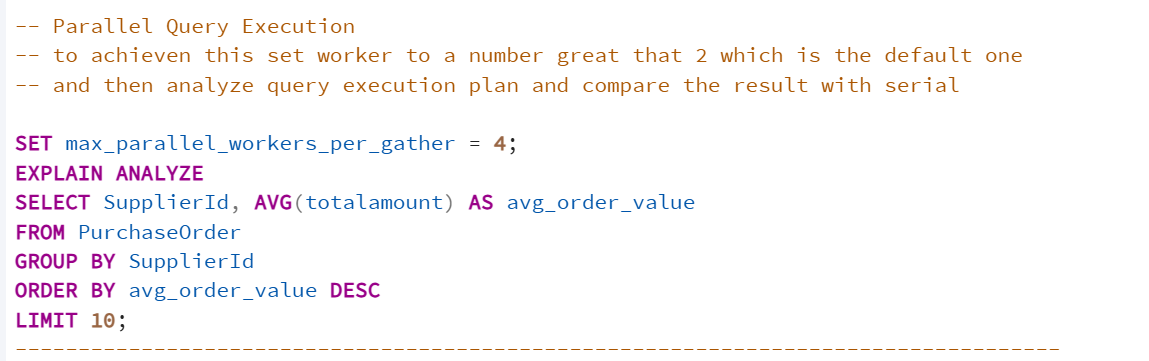 -- Parallel Query Execution
-- to achieven this set worker to a number great that 2 which is the default one
-- and then analyze query execution plan and compare the result with serial
SET max_parallel_workers_per_gather = 4;
EXPLAIN ANALYZE
SELECT SupplierId, AVG(totalamount) AS avg_order_value
FROM PurchaseOrder
GROUP BY SupplierId
ORDER BY avg_order_value DESC
LIMIT 10;
-----------------------------------------------------------------------------------